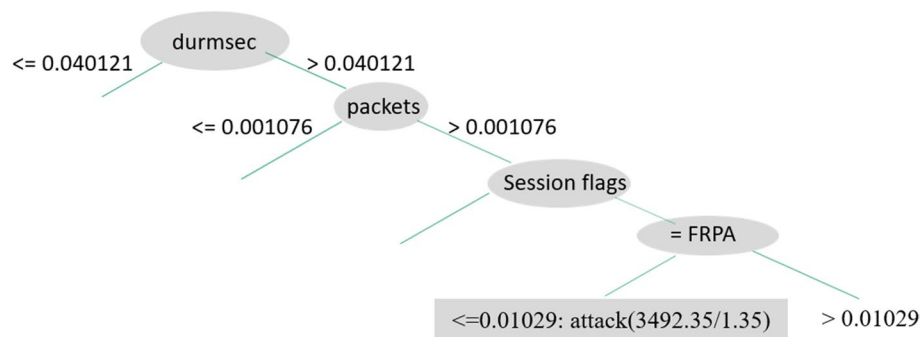 durmsec
<= 0.040121
> 0.040121
packets
<= 0.001076
> 0.001076
Session flags
= FRPA
<=0.01029: attack(3492.35/1.35)
> 0.01029